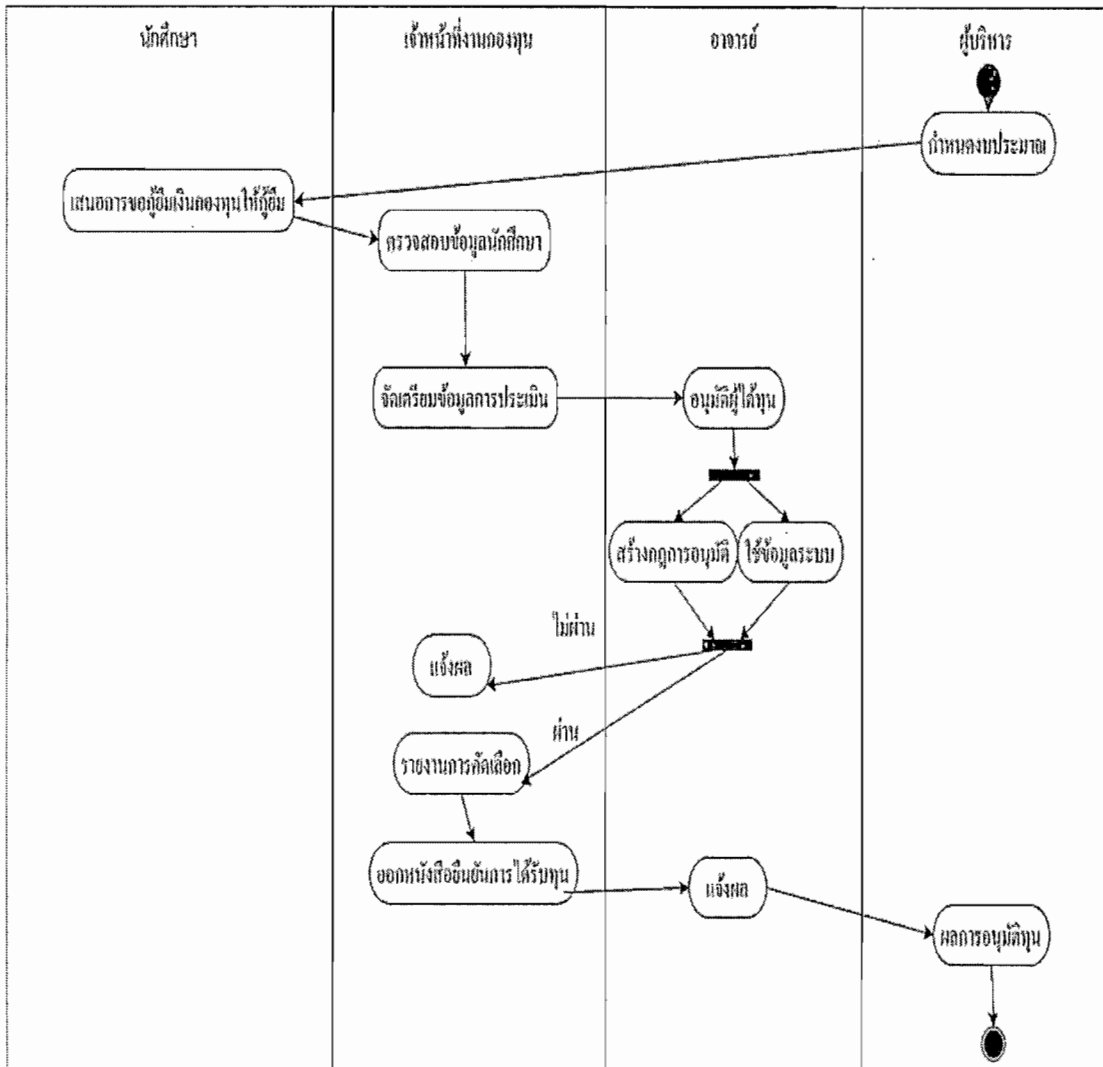 นักศึกษา
เจ้าหน้าที่งานกองทุน
อาจารย์
ผู้บริหาร
กำหนดงบประมาณ
เสนอการขอกู้ยืมเงินกองทุนให้กู้ยืม
ตรวจสอบข้อมูลนักศึกษา
จัดเตรียมข้อมูลการประเมิน
อนุมัติผู้ได้ทุน
สร้างกฎการอนุมัติ
ใช้ข้อมูลระบบ
ไม่ผ่าน
แจ้งผล
ผ่าน
รายงานการคัดเลือก
ออกหนังสือยืนยันการได้รับทุน
แจ้งผล
ผลการอนุมัติทุน